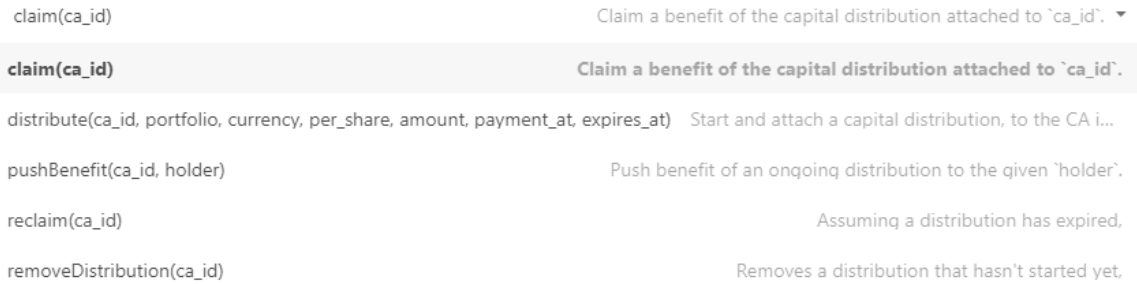 claim(ca_id) Claim a benefit of the capital distribution attached to `ca_id`.
claim(ca_id) Claim a benefit of the capital distribution attached to `ca_id`.
distribute(ca_id, portfolio, currency, per_share, amount, payment_at, expires_at) Start and attach a capital distribution, to the CA i...
pushBenefit(ca_id, holder) Push benefit of an ongoing distribution to the given `holder`.
reclaim(ca_id) Assuming a distribution has expired,
removeDistribution(ca_id) Removes a distribution that hasn't started yet,